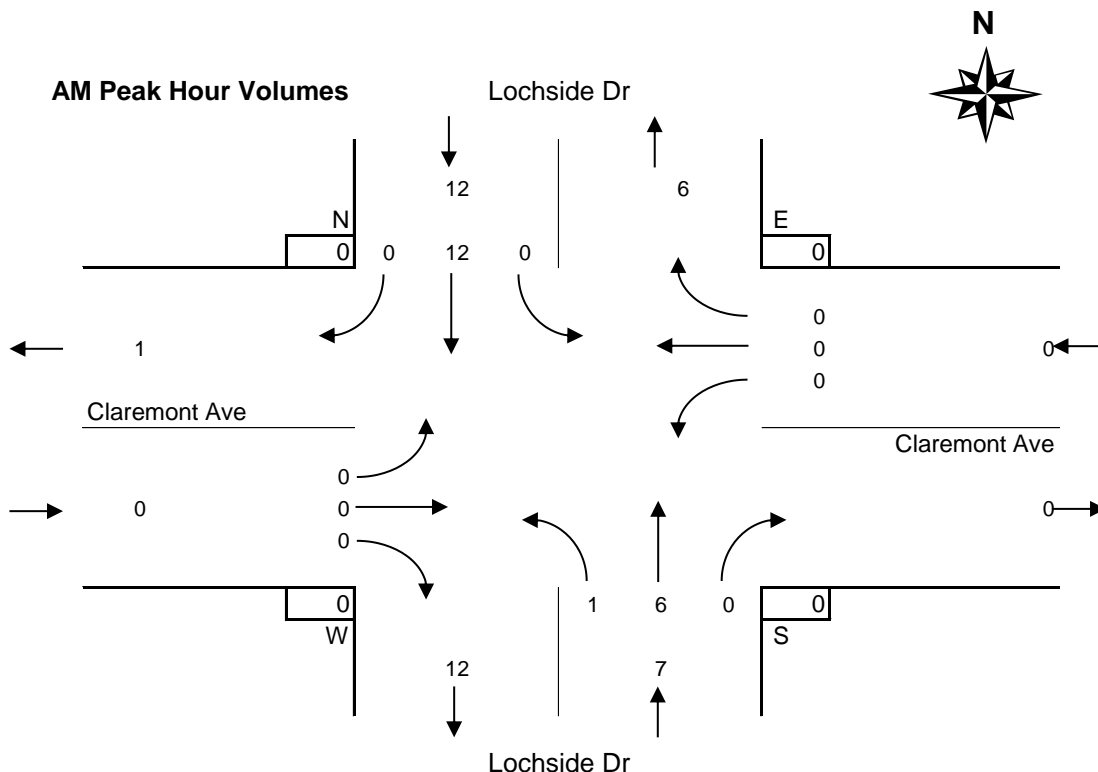 N
AM Peak Hour Volumes Lochside Dr
12 6
N E
0 0 12 0 0
0
1 0 0
0
Claremont Ave
Claremont Ave
0
0 0 0
0
0 1 6 0 0
W S
12 7
Lochside Dr